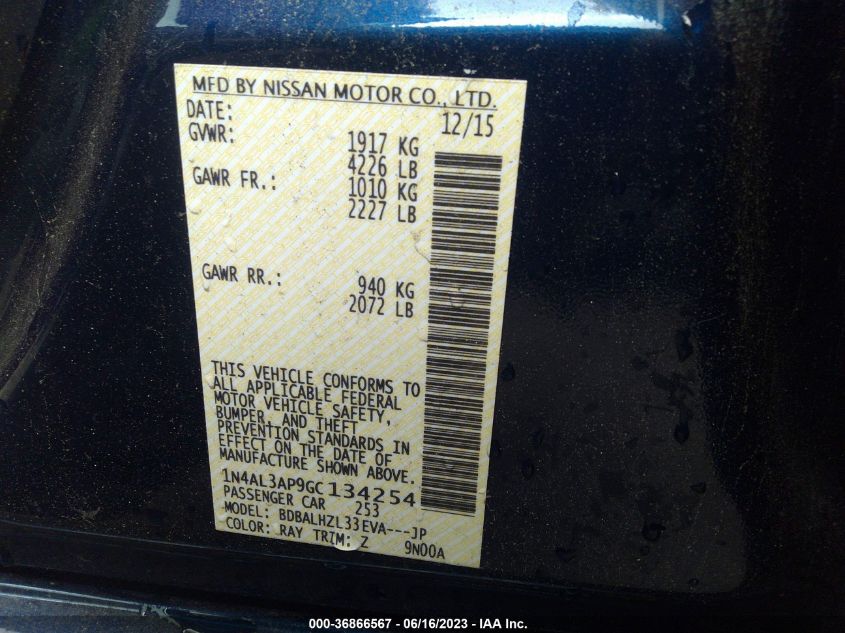 MFD BY NISSAN MOTOR CO., LTD.
DATE: 12/15
GVWR: 1917 KG
4226 LB
GAWR FR.: 1010 KG
2227 LB
GAWR RR.: 940 KG
2072 LB
THIS VEHICLE CONFORMS TO
ALL APPLICABLE FEDERAL
MOTOR VEHICLE SAFETY,
BUMPER, AND THEFT
PREVENTION STANDARDS IN
EFFECT ON THE DATE OF
MANUFACTURE SHOWN ABOVE.
1N4AL3AP9GC134254
PASSENGER CAR 253
MODEL: BDBALHZL33EVA---JP
COLOR: RAY TRIM: Z 9N00A
000-36866567 - 06/16/2023 - IAA Inc.